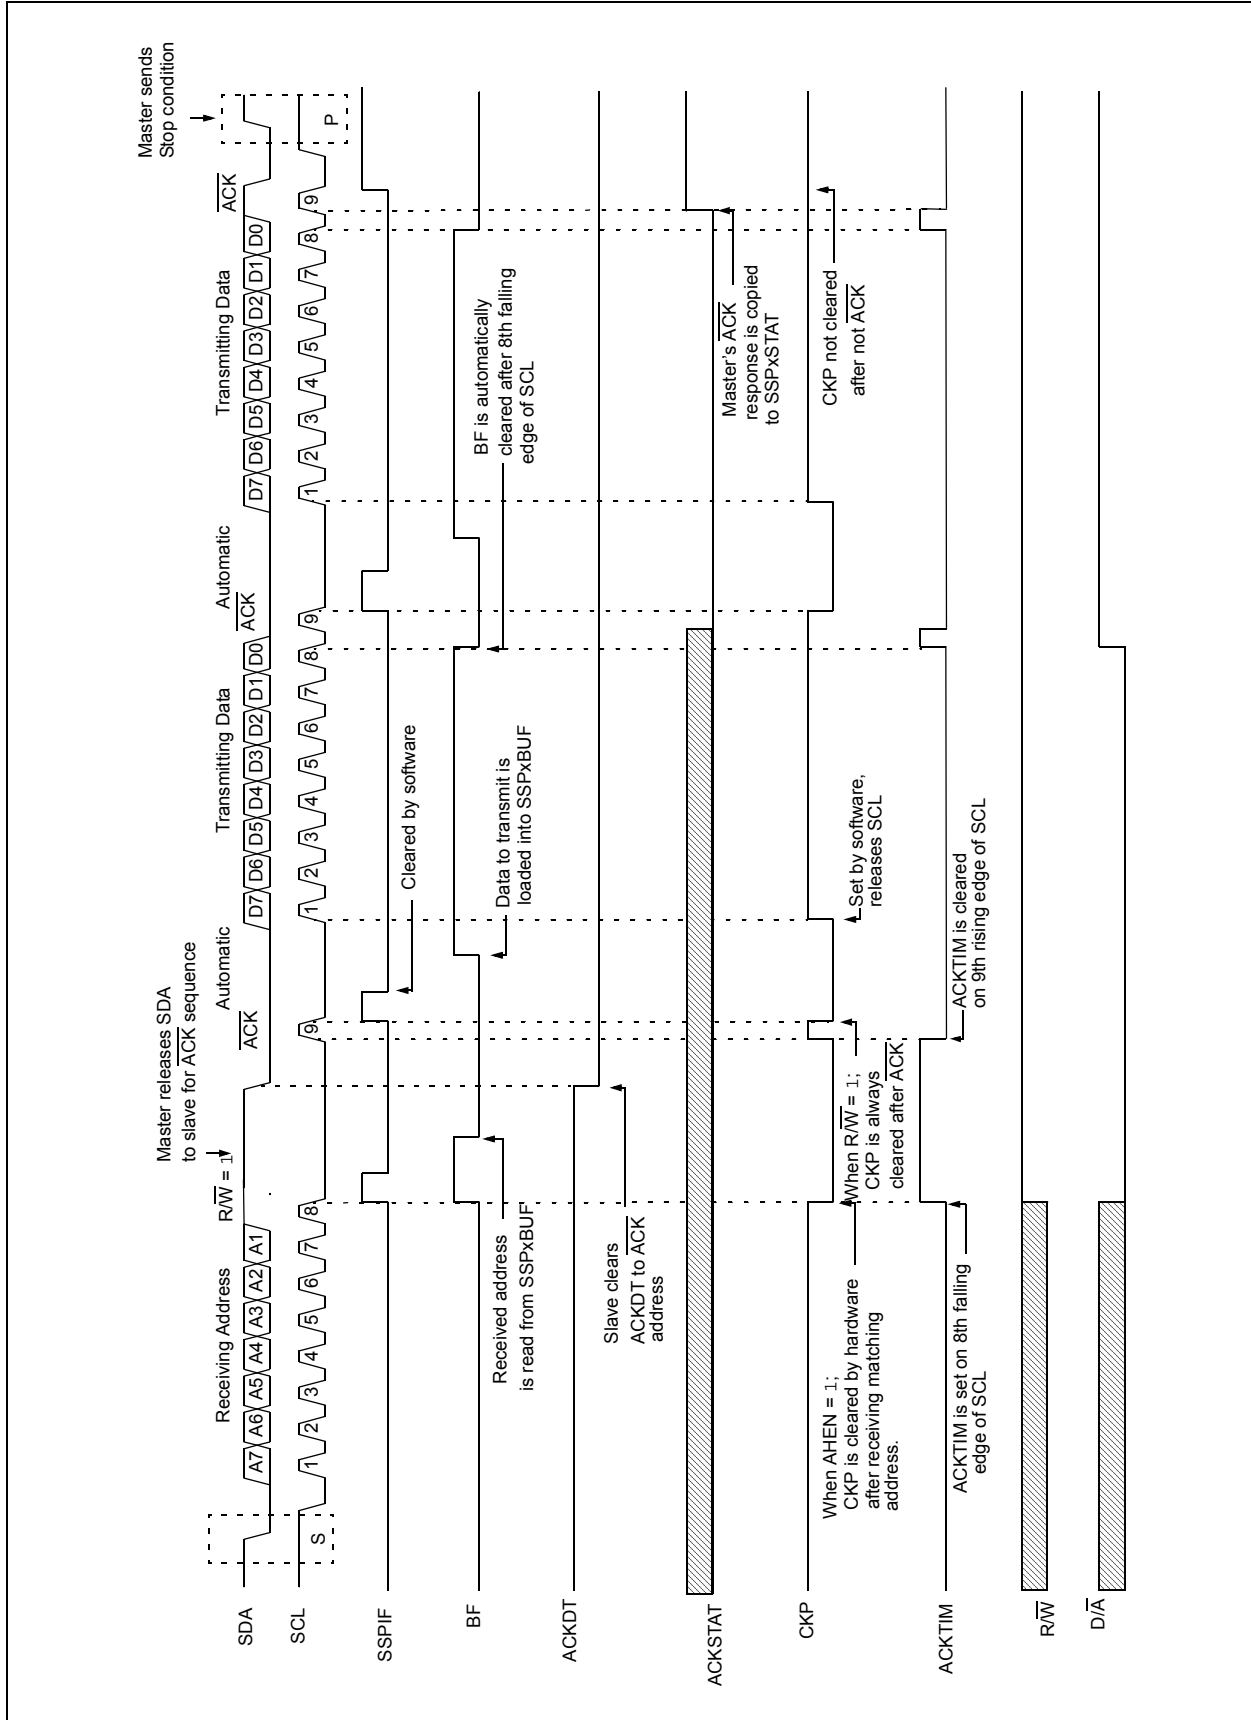 Master releases SDA
to slave for ACK sequence
Master sends
Stop condition
Receiving Address
R/W = 1
Automatic
ACK
Transmitting Data
Automatic
ACK
Transmitting Data
ACK
SDA
A7 A6 A5 A4 A3 A2 A1
D7 D6 D5 D4 D3 D2 D1 D0
D7 D6 D5 D4 D3 D2 D1 D0
SCL
S
1 2 3 4 5 6 7 8 9
1 2 3 4 5 6 7 8 9
1 2 3 4 5 6 7 8 9
P
SSPIF
Cleared by software
BF
Received address
is read from SSPxBUF
Data to transmit is
loaded into SSPxBUF
BF is automatically
cleared after 8th falling
edge of SCL
ACKDT
Slave clears
ACKDT to ACK
address
ACKSTAT
Master's ACK
response is copied
to SSPxSTAT
CKP
When AHEN = 1;
CKP is cleared by hardware
after receiving matching
address.
When R/W = 1;
CKP is always
cleared after ACK
Set by software,
releases SCL
CKP not cleared
after not ACK
ACKTIM
ACKTIM is set on 8th falling
edge of SCL
ACKTIM is cleared
on 9th rising edge of SCL
R/W
D/A